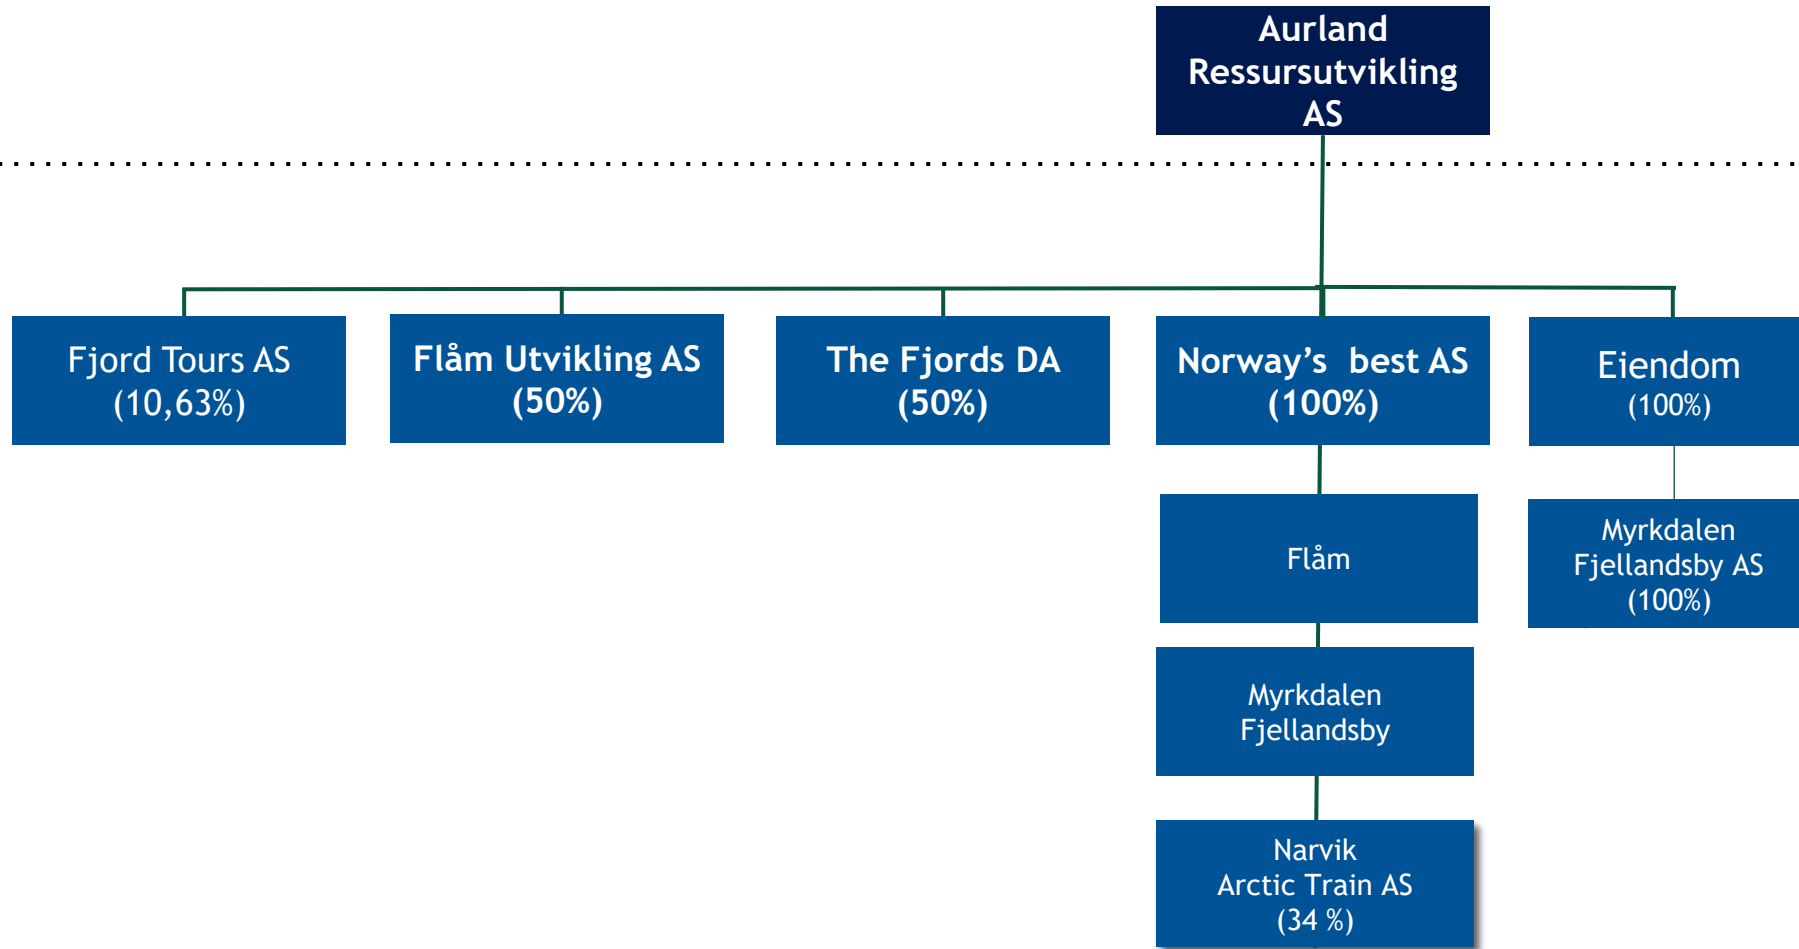 Aurland
Ressursutvikling
AS
Fjord Tours AS
(10,63%)
Flåm Utvikling AS
(50%)
The Fjords DA
(50%)
Norway’s  best AS
(100%)
Eiendom
(100%)
Flåm
Myrkdalen
Fjellandsby AS
(100%)
Myrkdalen
Fjellandsby
Narvik
Arctic Train AS
(34 %)